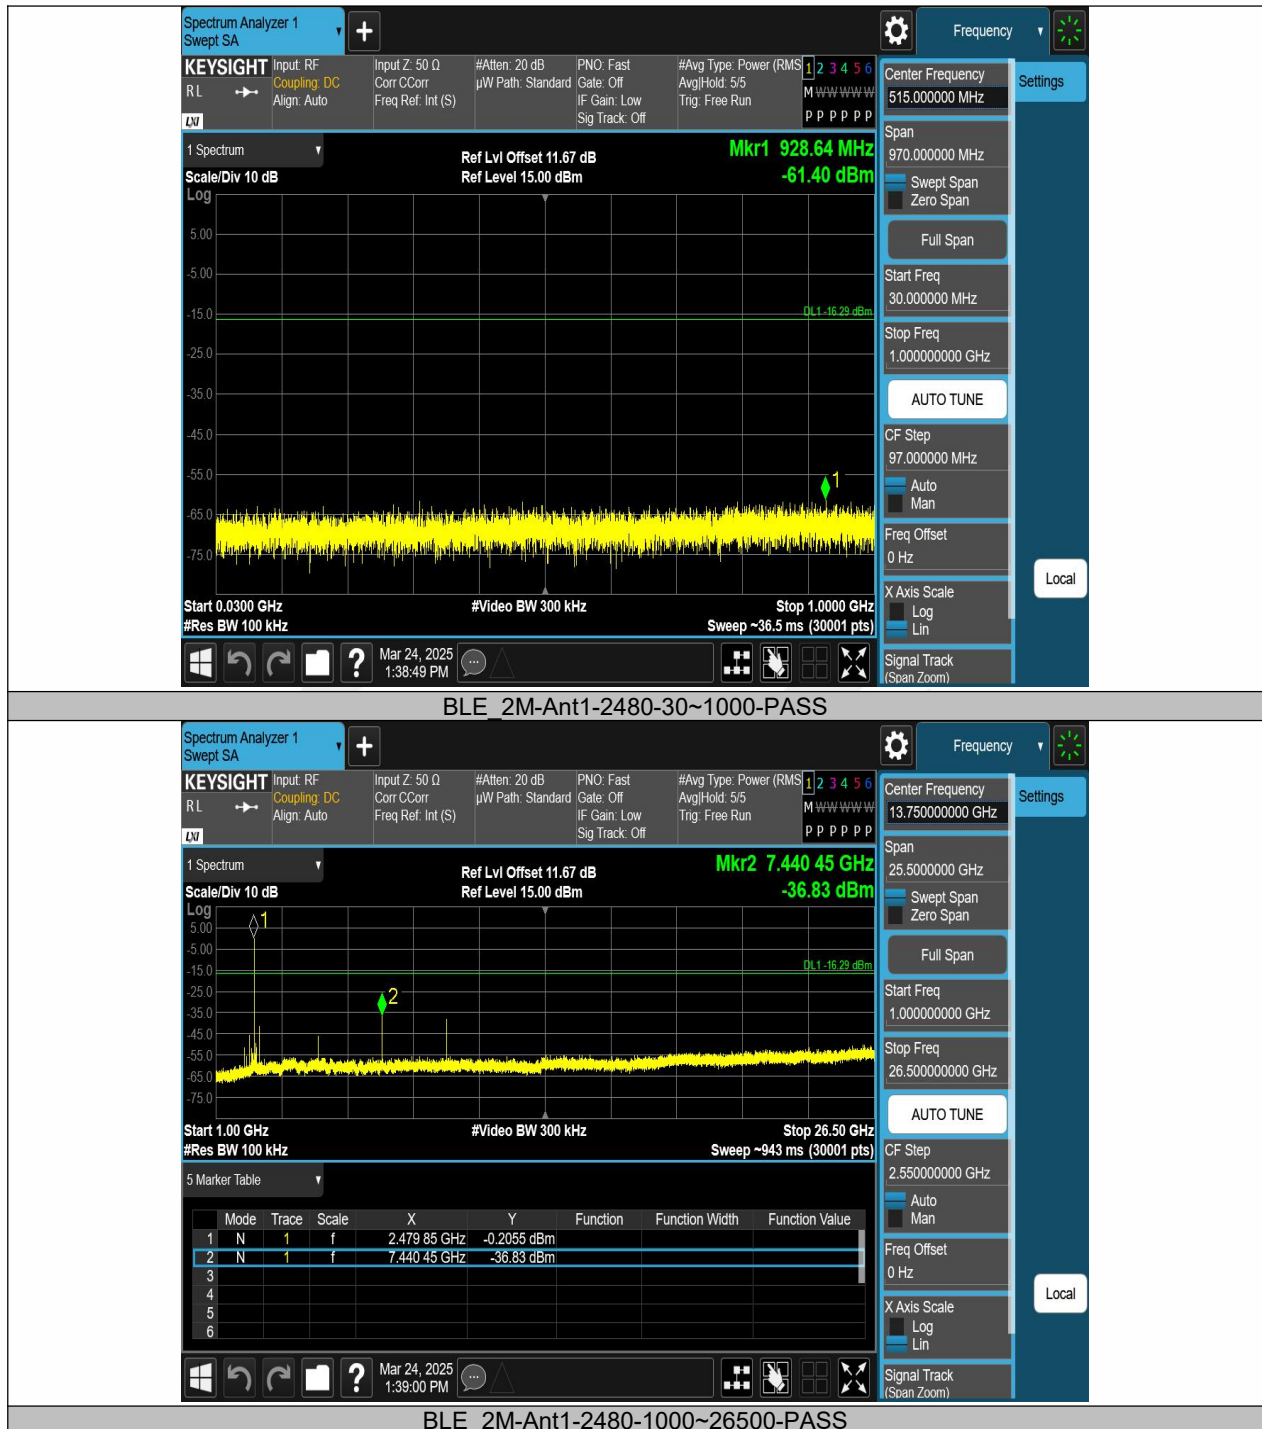 Spectrum Analyzer 1
Swept SA
+
Frequency
KEYSIGHT
R L
LXI
Input: RF
Coupling: DC
Align: Auto
Input Z: 50 Ω
Corr CCorr
Freq Ref: Int (S)
#Atten: 20 dB
µW Path: Standard
PNO: Fast
Gate: Off
IF Gain: Low
Sig Track: Off
#Avg Type: Power (RMS
Avg|Hold: 5/5
Trig: Free Run
1 2 3 4 5 6
M W W W W W
P P P P P P
1 Spectrum
Scale/Div 10 dB
Ref Lvl Offset 11.67 dB
Ref Level 15.00 dBm
Mkr1 928.64 MHz
-61.40 dBm
Log
5.00
-5.00
-15.0
-25.0
-35.0
-45.0
-55.0
-65.0
-75.0
DL1 -16.29 dBm
1
Start 0.0300 GHz
#Res BW 100 kHz
#Video BW 300 kHz
Stop 1.0000 GHz
Sweep ~36.5 ms (30001 pts)
?
Mar 24, 2025
1:38:49 PM
Center Frequency
515.000000 MHz
Span
970.000000 MHz
Swept Span
Zero Span
Full Span
Start Freq
30.000000 MHz
Stop Freq
1.000000000 GHz
AUTO TUNE
CF Step
97.000000 MHz
Auto
Man
Freq Offset
0 Hz
X Axis Scale
Log
Lin
Signal Track
(Span Zoom)
Settings
Local
BLE_2M-Ant1-2480-30~1000-PASS
Spectrum Analyzer 1
Swept SA
+
Frequency
KEYSIGHT
R L
LXI
Input: RF
Coupling: DC
Align: Auto
Input Z: 50 Ω
Corr CCorr
Freq Ref: Int (S)
#Atten: 20 dB
µW Path: Standard
PNO: Fast
Gate: Off
IF Gain: Low
Sig Track: Off
#Avg Type: Power (RMS
Avg|Hold: 5/5
Trig: Free Run
1 2 3 4 5 6
M W W W W W
P P P P P P
1 Spectrum
Scale/Div 10 dB
Ref Lvl Offset 11.67 dB
Ref Level 15.00 dBm
Mkr2 7.440 45 GHz
-36.83 dBm
Log
5.00
-5.00
-15.0
-25.0
-35.0
-45.0
-55.0
-65.0
-75.0
DL1 -16.29 dBm
1
2
Start 1.00 GHz
#Res BW 100 kHz
#Video BW 300 kHz
Stop 26.50 GHz
Sweep ~943 ms (30001 pts)
5 Marker Table
Mode Trace Scale X Y Function Function Width Function Value
1 N 1 f 2.479 85 GHz -0.2055 dBm
2 N 1 f 7.440 45 GHz -36.83 dBm
3
4
5
6
?
Mar 24, 2025
1:39:00 PM
Center Frequency
13.750000000 GHz
Span
25.5000000 GHz
Swept Span
Zero Span
Full Span
Start Freq
1.000000000 GHz
Stop Freq
26.500000000 GHz
AUTO TUNE
CF Step
2.550000000 GHz
Auto
Man
Freq Offset
0 Hz
X Axis Scale
Log
Lin
Signal Track
(Span Zoom)
Settings
Local
BLE_2M-Ant1-2480-1000~26500-PASS